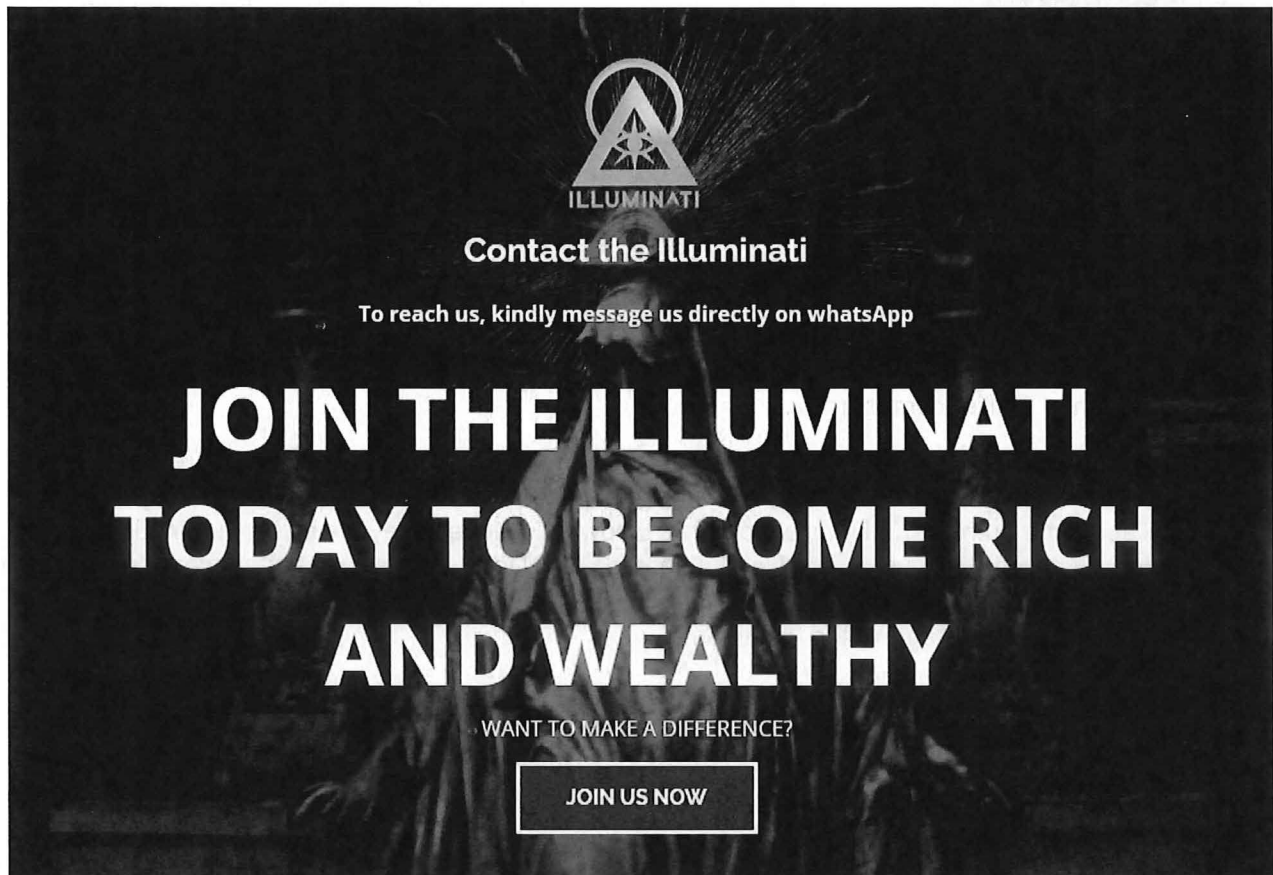 ILLUMINATI
Contact the Illuminati
To reach us, kindly message us directly on whatsApp
JOIN THE ILLUMINATI
TODAY TO BECOME RICH
AND WEALTHY
WANT TO MAKE A DIFFERENCE?
JOIN US NOW